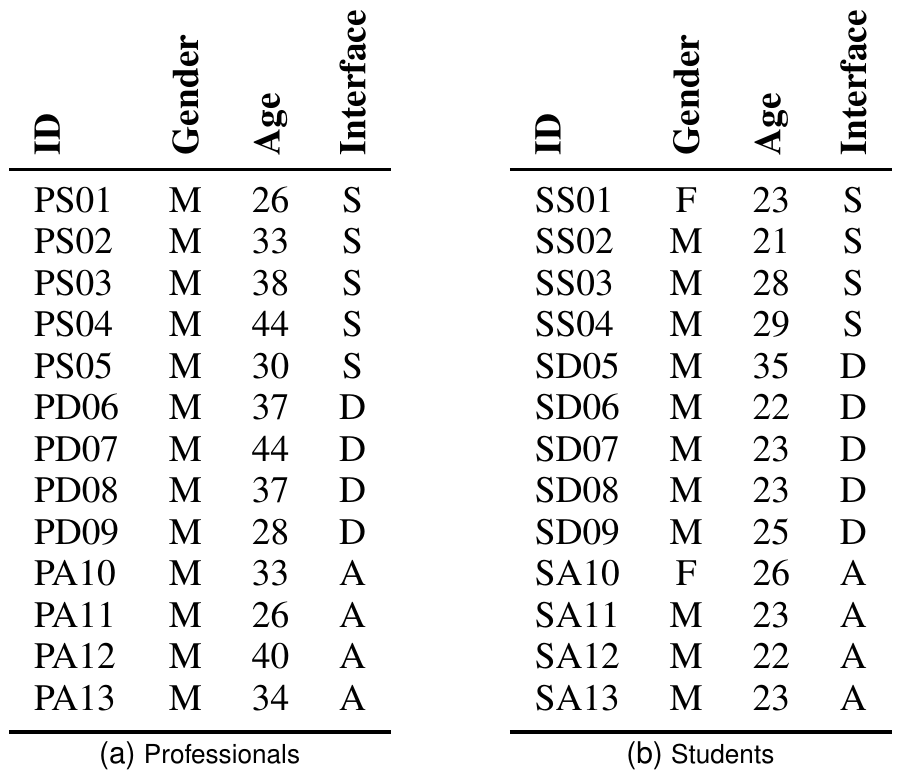 ID Gender Age Interface
PS01 M 26 S
PS02 M 33 S
PS03 M 38 S
PS04 M 44 S
PS05 M 30 S
PD06 M 37 D
PD07 M 44 D
PD08 M 37 D
PD09 M 28 D
PA10 M 33 A
PA11 M 26 A
PA12 M 40 A
PA13 M 34 A
(a) Professionals
ID Gender Age Interface
SS01 F 23 S
SS02 M 21 S
SS03 M 28 S
SS04 M 29 S
SD05 M 35 D
SD06 M 22 D
SD07 M 23 D
SD08 M 23 D
SD09 M 25 D
SA10 F 26 A
SA11 M 23 A
SA12 M 22 A
SA13 M 23 A
(b) Students